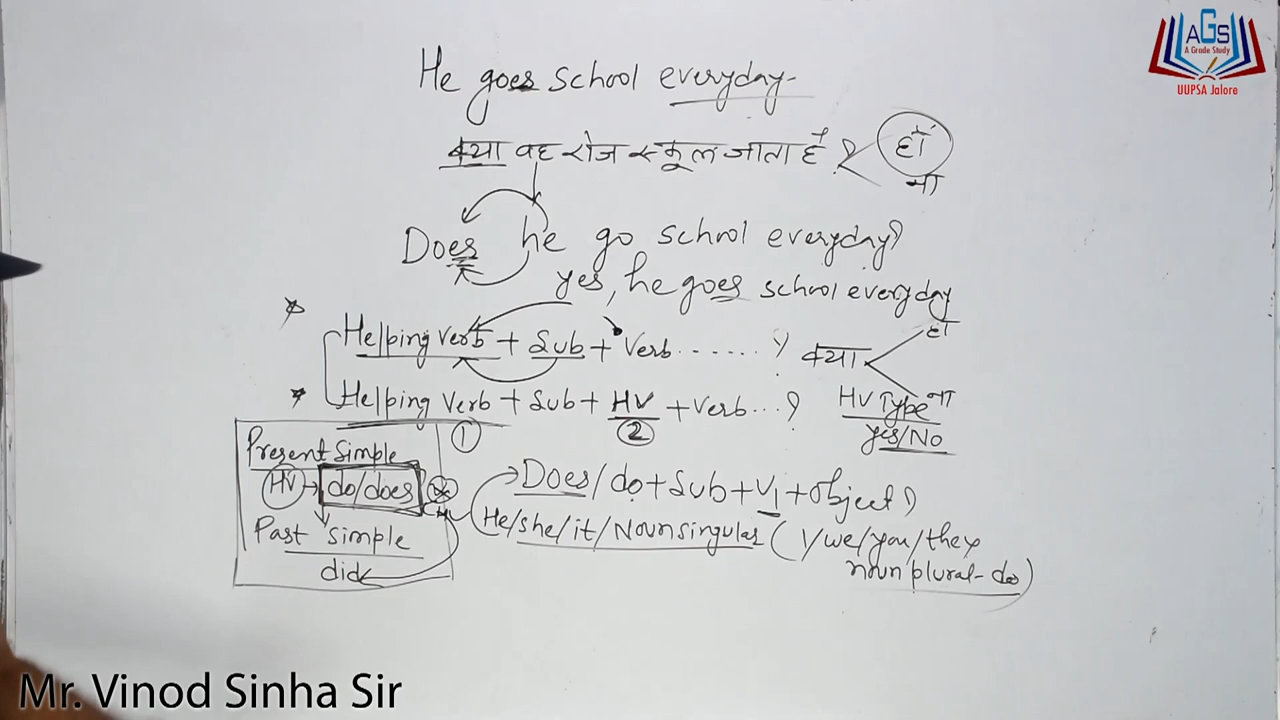 AGS
A Grade Study
UUPSA Jalore
He goes school everyday-
क्या वह रोज स्कूल जाता है ? हाँ
ना
Does he go school everyday?
yes, he goes school everyday
Helping verb + Sub + Verb ......? क्या हाँ
ना
Helping Verb + Sub + HV + Verb...? HV Type
① ② Yes/No
Present Simple
HV → do/does
Past simple
did
Does/do+Sub+V1+object?
(He/she/it/Noun singular (I/we/you/they
noun plural-do)
Mr. Vinod Sinha Sir